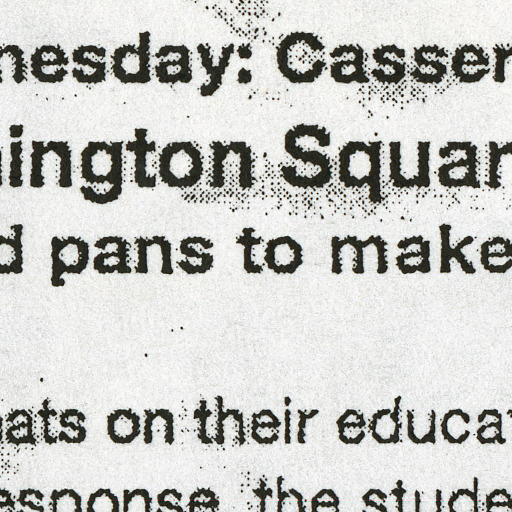 nesday: Casser
ington Squar
d pans to make
ats on their educa
esponse, the stude